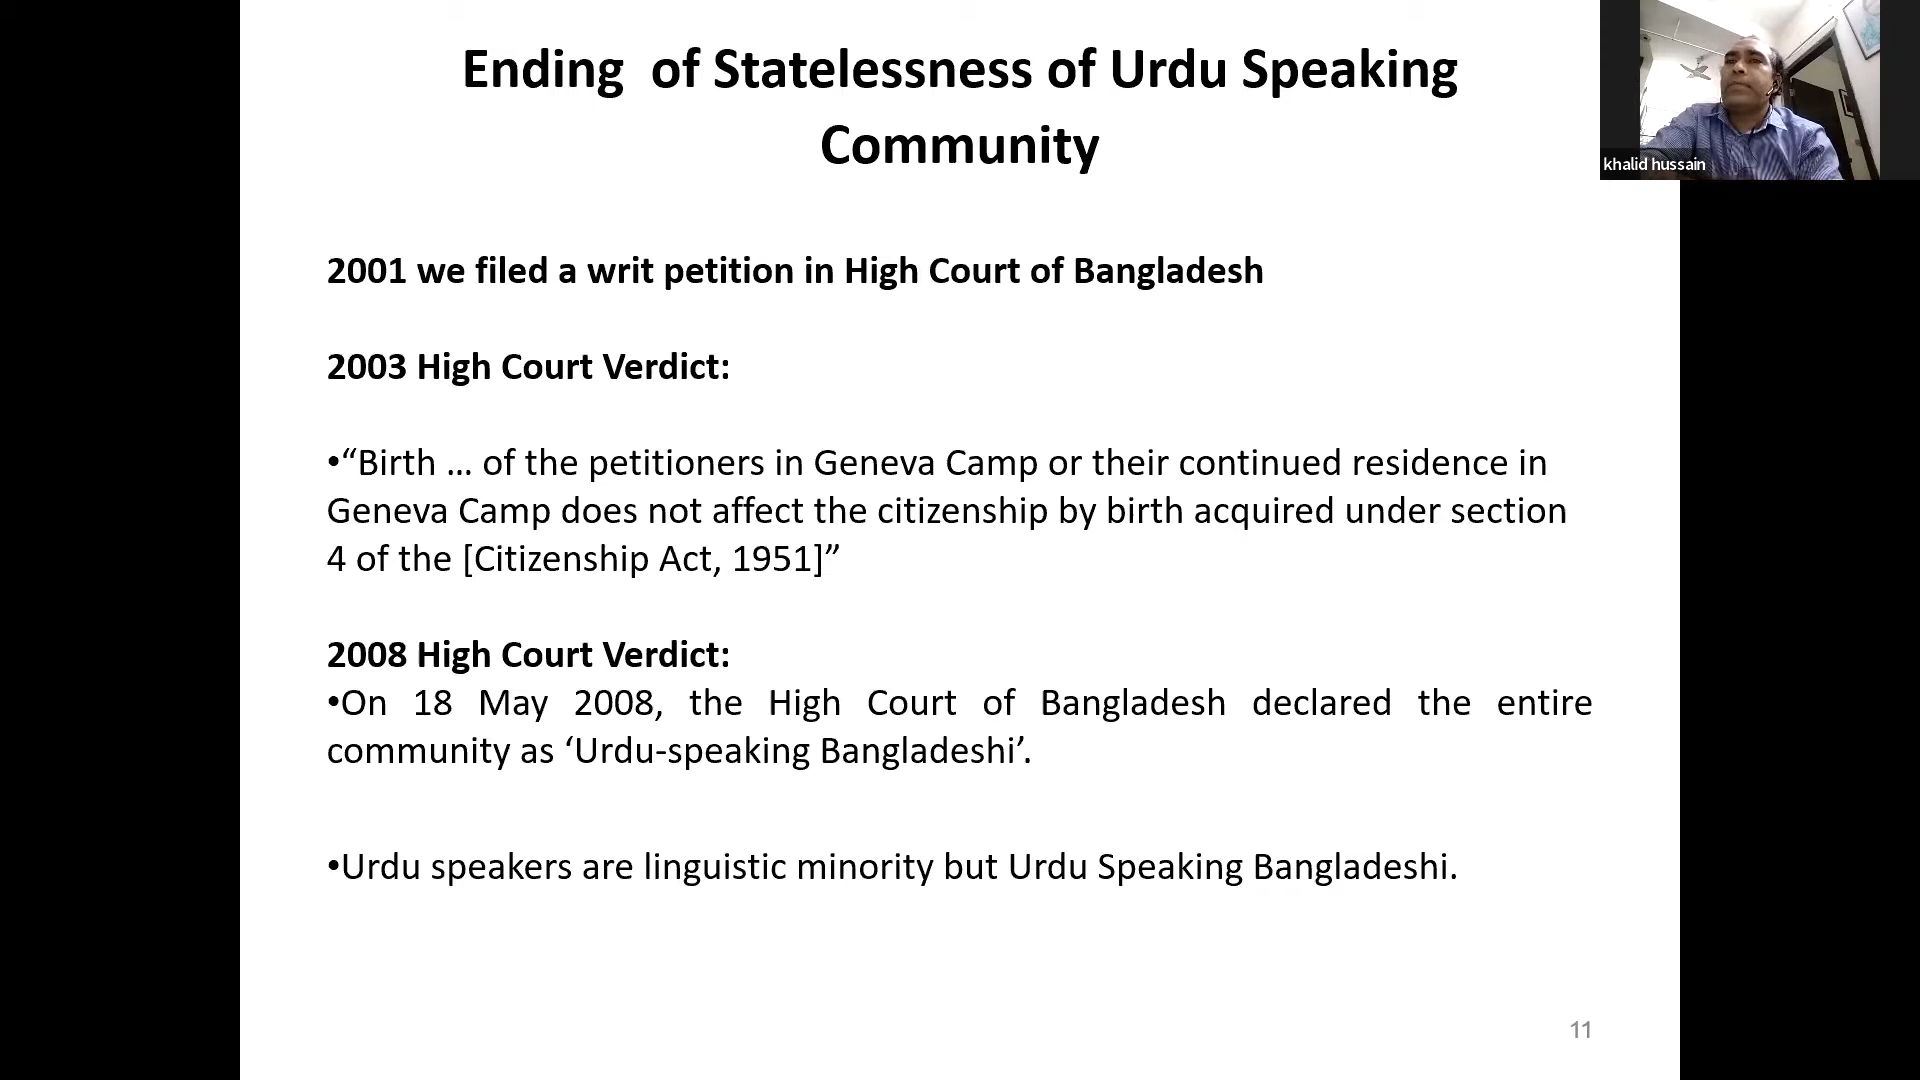 Ending  of Statelessness of Urdu Speaking
Community
khalid hussain
2001 we filed a writ petition in High Court of Bangladesh
2003 High Court Verdict:
•“Birth … of the petitioners in Geneva Camp or their continued residence in
Geneva Camp does not affect the citizenship by birth acquired under section
4 of the [Citizenship Act, 1951]”
2008 High Court Verdict:
•On 18 May 2008, the High Court of Bangladesh declared the entire
community as ‘Urdu-speaking Bangladeshi’.
•Urdu speakers are linguistic minority but Urdu Speaking Bangladeshi.
11